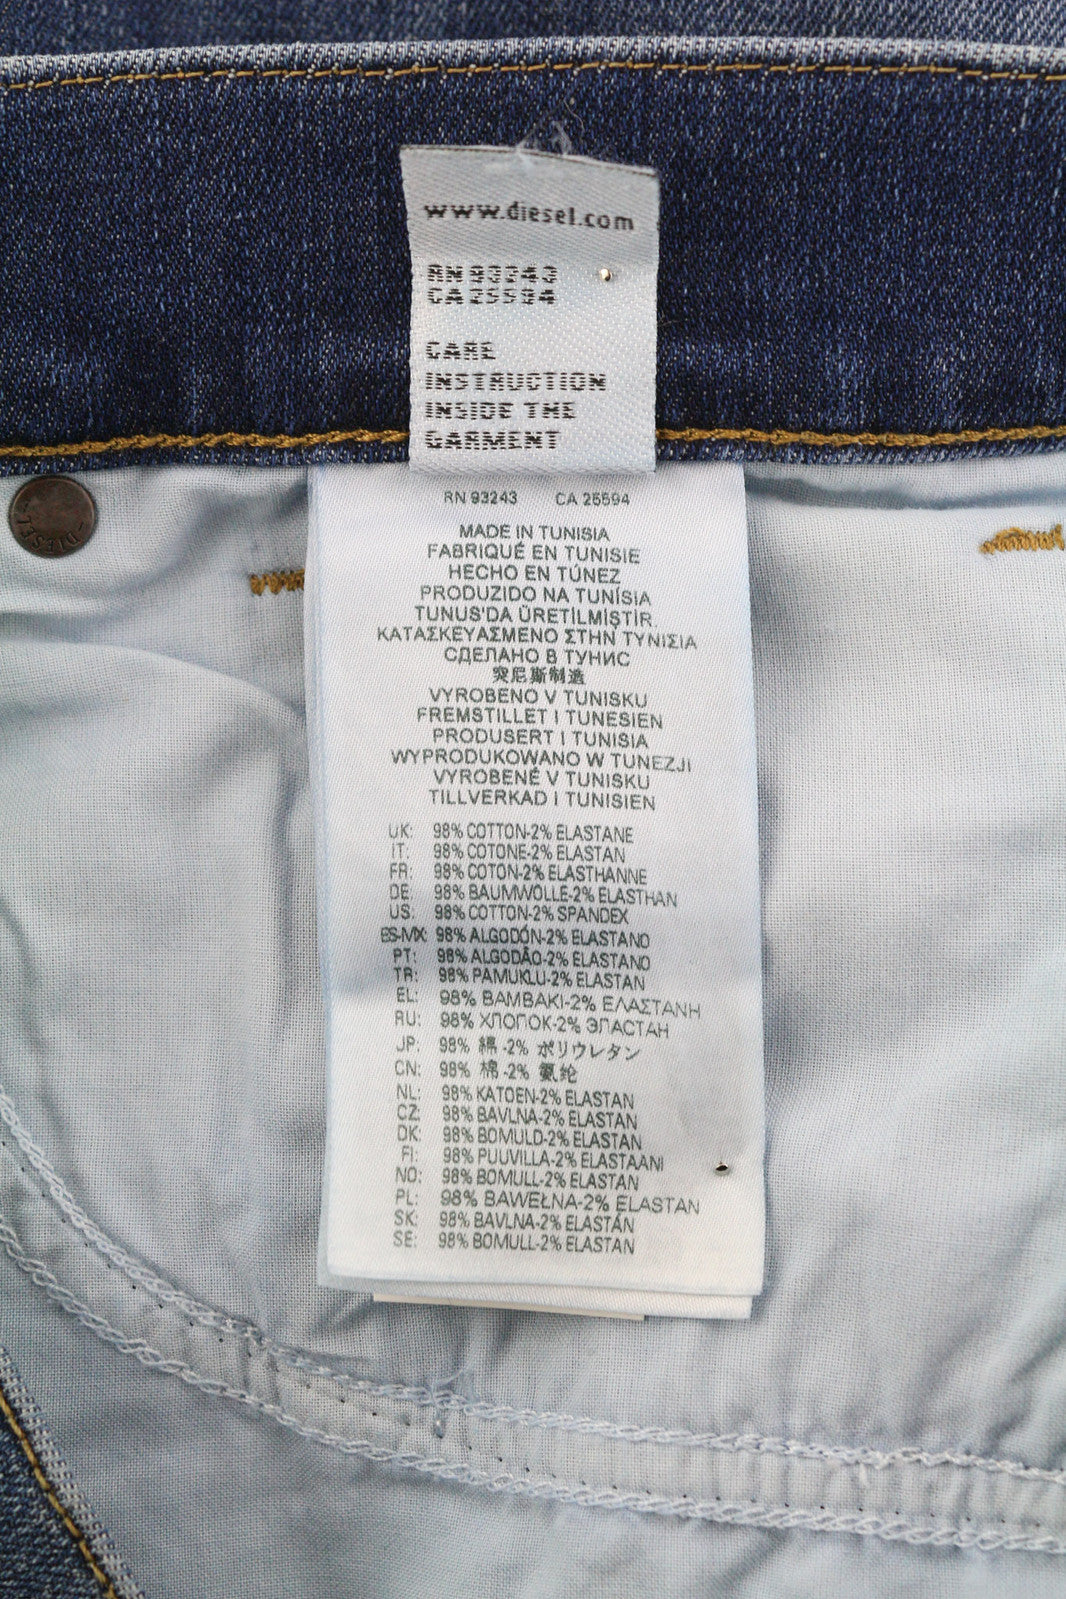 www.diesel.com
RN 93243
CA 25594
CARE
INSTRUCTION
INSIDE THE
GARMENT
DIESEL
RN 93243 CA 25594
MADE IN TUNISIA
FABRIQUÉ EN TUNISIE
HECHO EN TÚNEZ
PRODUZIDO NA TUNÍSIA
TUNUS'DA ÜRETİLMİŞTİR
ΚΑΤΑΣΚΕΥΑΣΜΕΝΟ ΣΤΗΝ ΤΥΝΙΣΙΑ
СДЕЛАНО В ТУНИС
突尼斯制造
VYROBENO V TUNISKU
FREMSTILLET I TUNESIEN
PRODUSERT I TUNISIA
WYPRODUKOWANO W TUNEZJI
VYROBENÉ V TUNISKU
TILLVERKAD I TUNISIEN
UK: 98% COTTON-2% ELASTANE
IT: 98% COTONE-2% ELASTAN
FR: 98% COTON-2% ELASTHANNE
DE: 98% BAUMWOLLE-2% ELASTHAN
US: 98% COTTON-2% SPANDEX
ES-MX: 98% ALGODÓN-2% ELASTANO
PT: 98% ALGODÃO-2% ELASTANO
TR: 98% PAMUKLU-2% ELASTAN
EL: 98% ΒΑΜΒΑΚΙ-2% ΕΛΑΣΤΑΝΗ
RU: 98% ХЛОПОК-2% ЭЛАСТАН
JP: 98% 綿 -2% ポリウレタン
CN: 98% 棉 -2% 氨纶
NL: 98% KATOEN-2% ELASTAN
CZ: 98% BAVLNA-2% ELASTAN
DK: 98% BOMULD-2% ELASTAN
FI: 98% PUUVILLA-2% ELASTAANI
NO: 98% BOMULL-2% ELASTAN
PL: 98% BAWEŁNA-2% ELASTAN
SK: 98% BAVLNA-2% ELASTÁN
SE: 98% BOMULL-2% ELASTAN